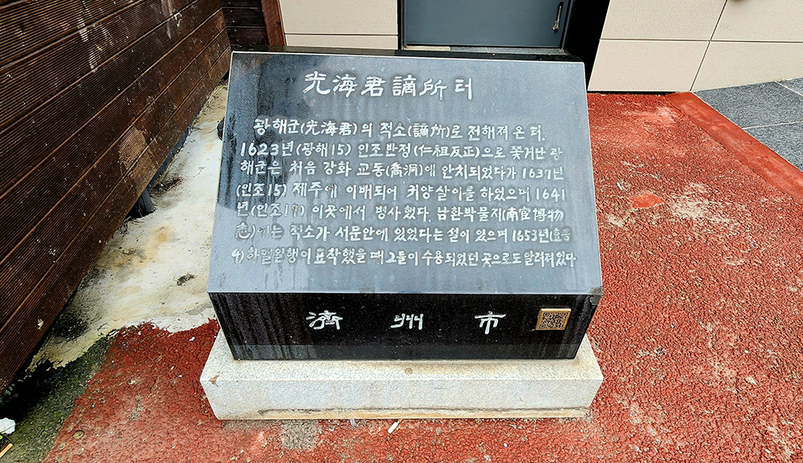 光海君謫所 터
광해군(光海君)의 적소(謫所)로 전해져 온 터.
1623년(광해15) 인조반정(仁祖反正)으로 쫓겨난 광
해군은 처음 강화 교동(喬洞)에 안치되었다가 1637년
(인조15) 제주에 이배되어 귀양살이를 하였으며 1641
년(인조19) 이곳에서 병사했다. 남환박물지(南宦博物
志)에는 적소가 서문안에 있었다는 설이 있으며 1653년(효종
4) 하멜일행이 표착했을 때 그들이 수용되었던 곳으로도 알려져있다
濟州市